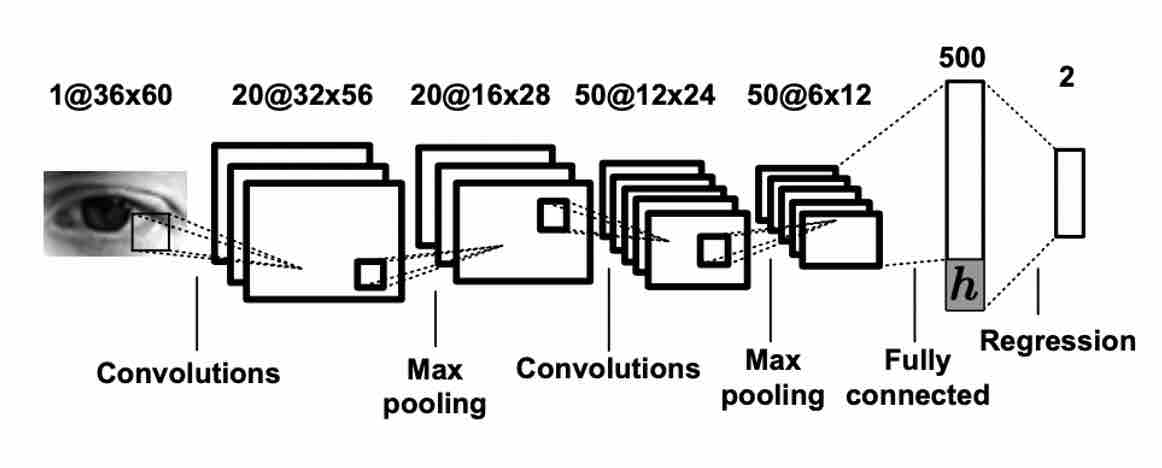 1@36x60
20@32x56
20@16x28
50@12x24
50@6x12
500
2
h
Convolutions
Max
pooling
Convolutions
Max
pooling
Fully
connected
Regression